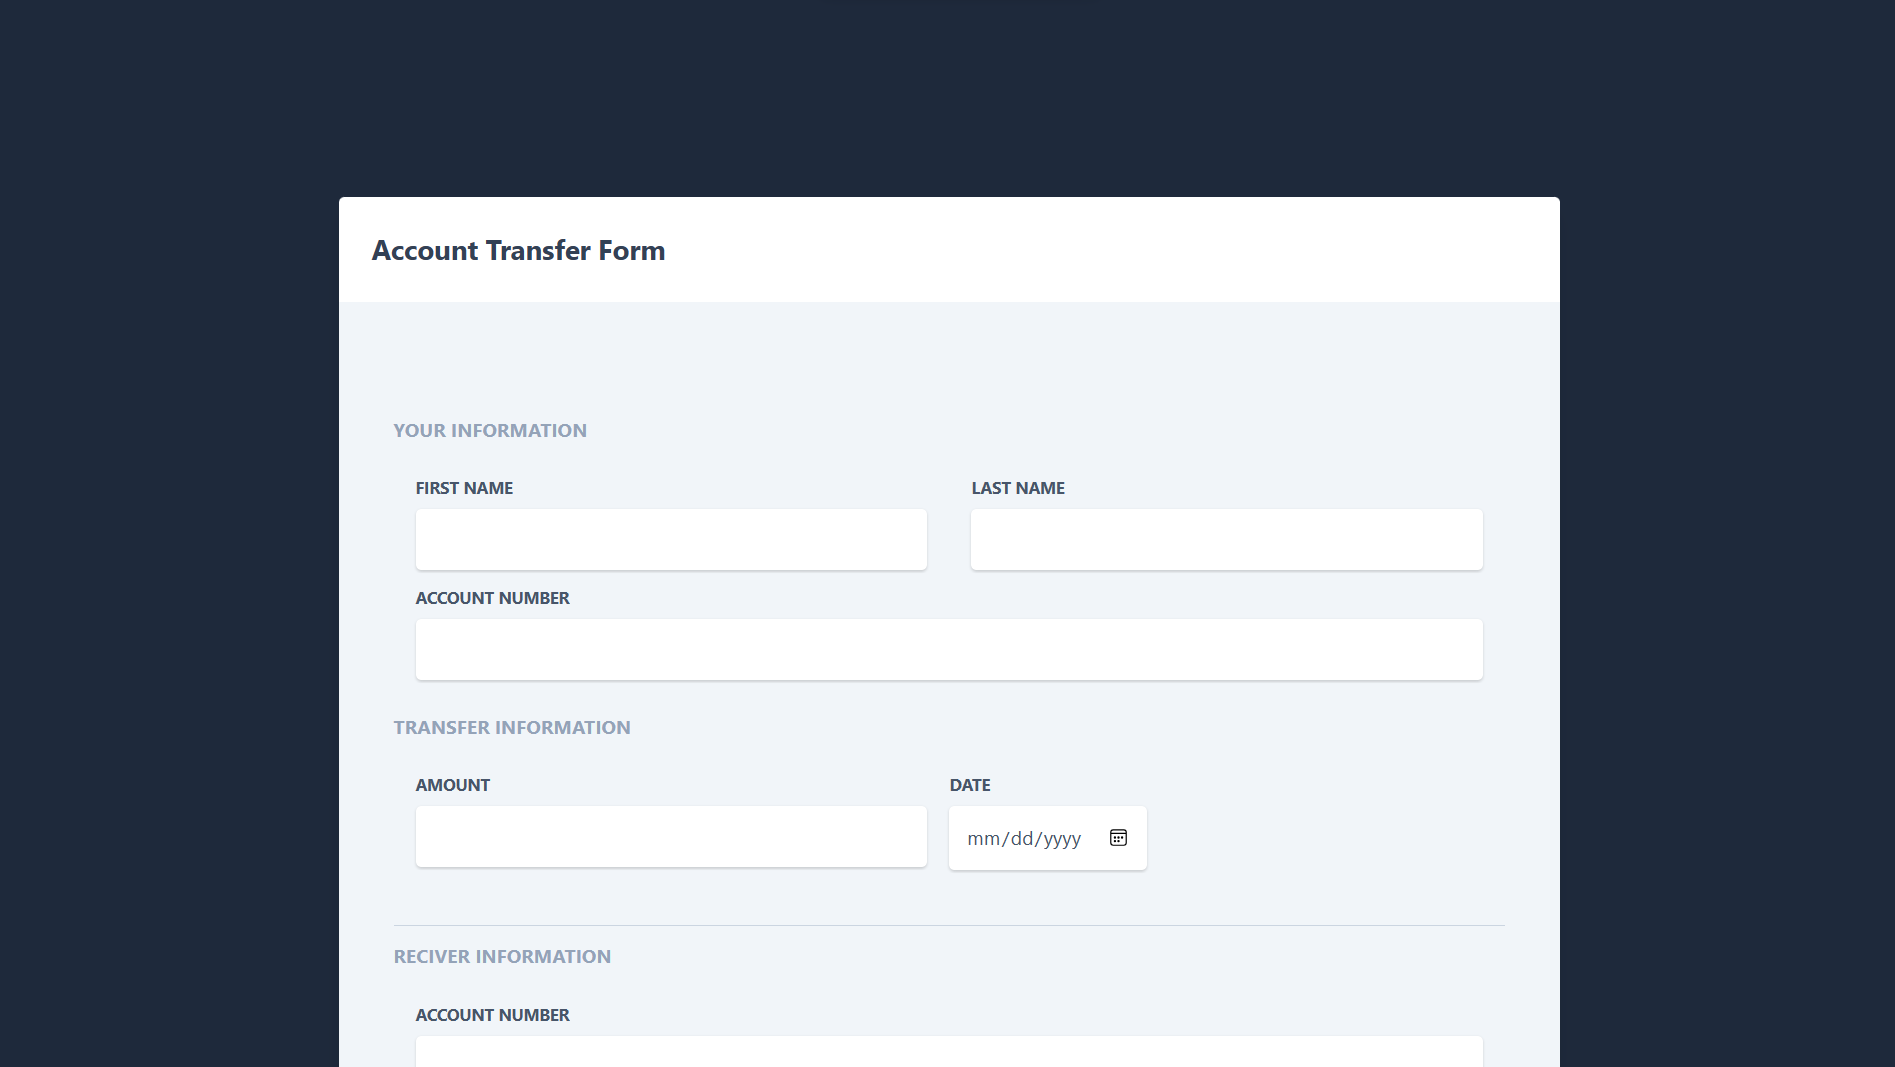 Account Transfer Form
YOUR INFORMATION
FIRST NAME LAST NAME
ACCOUNT NUMBER
TRANSFER INFORMATION
AMOUNT DATE
mm/dd/yyyy
RECIVER INFORMATION
ACCOUNT NUMBER